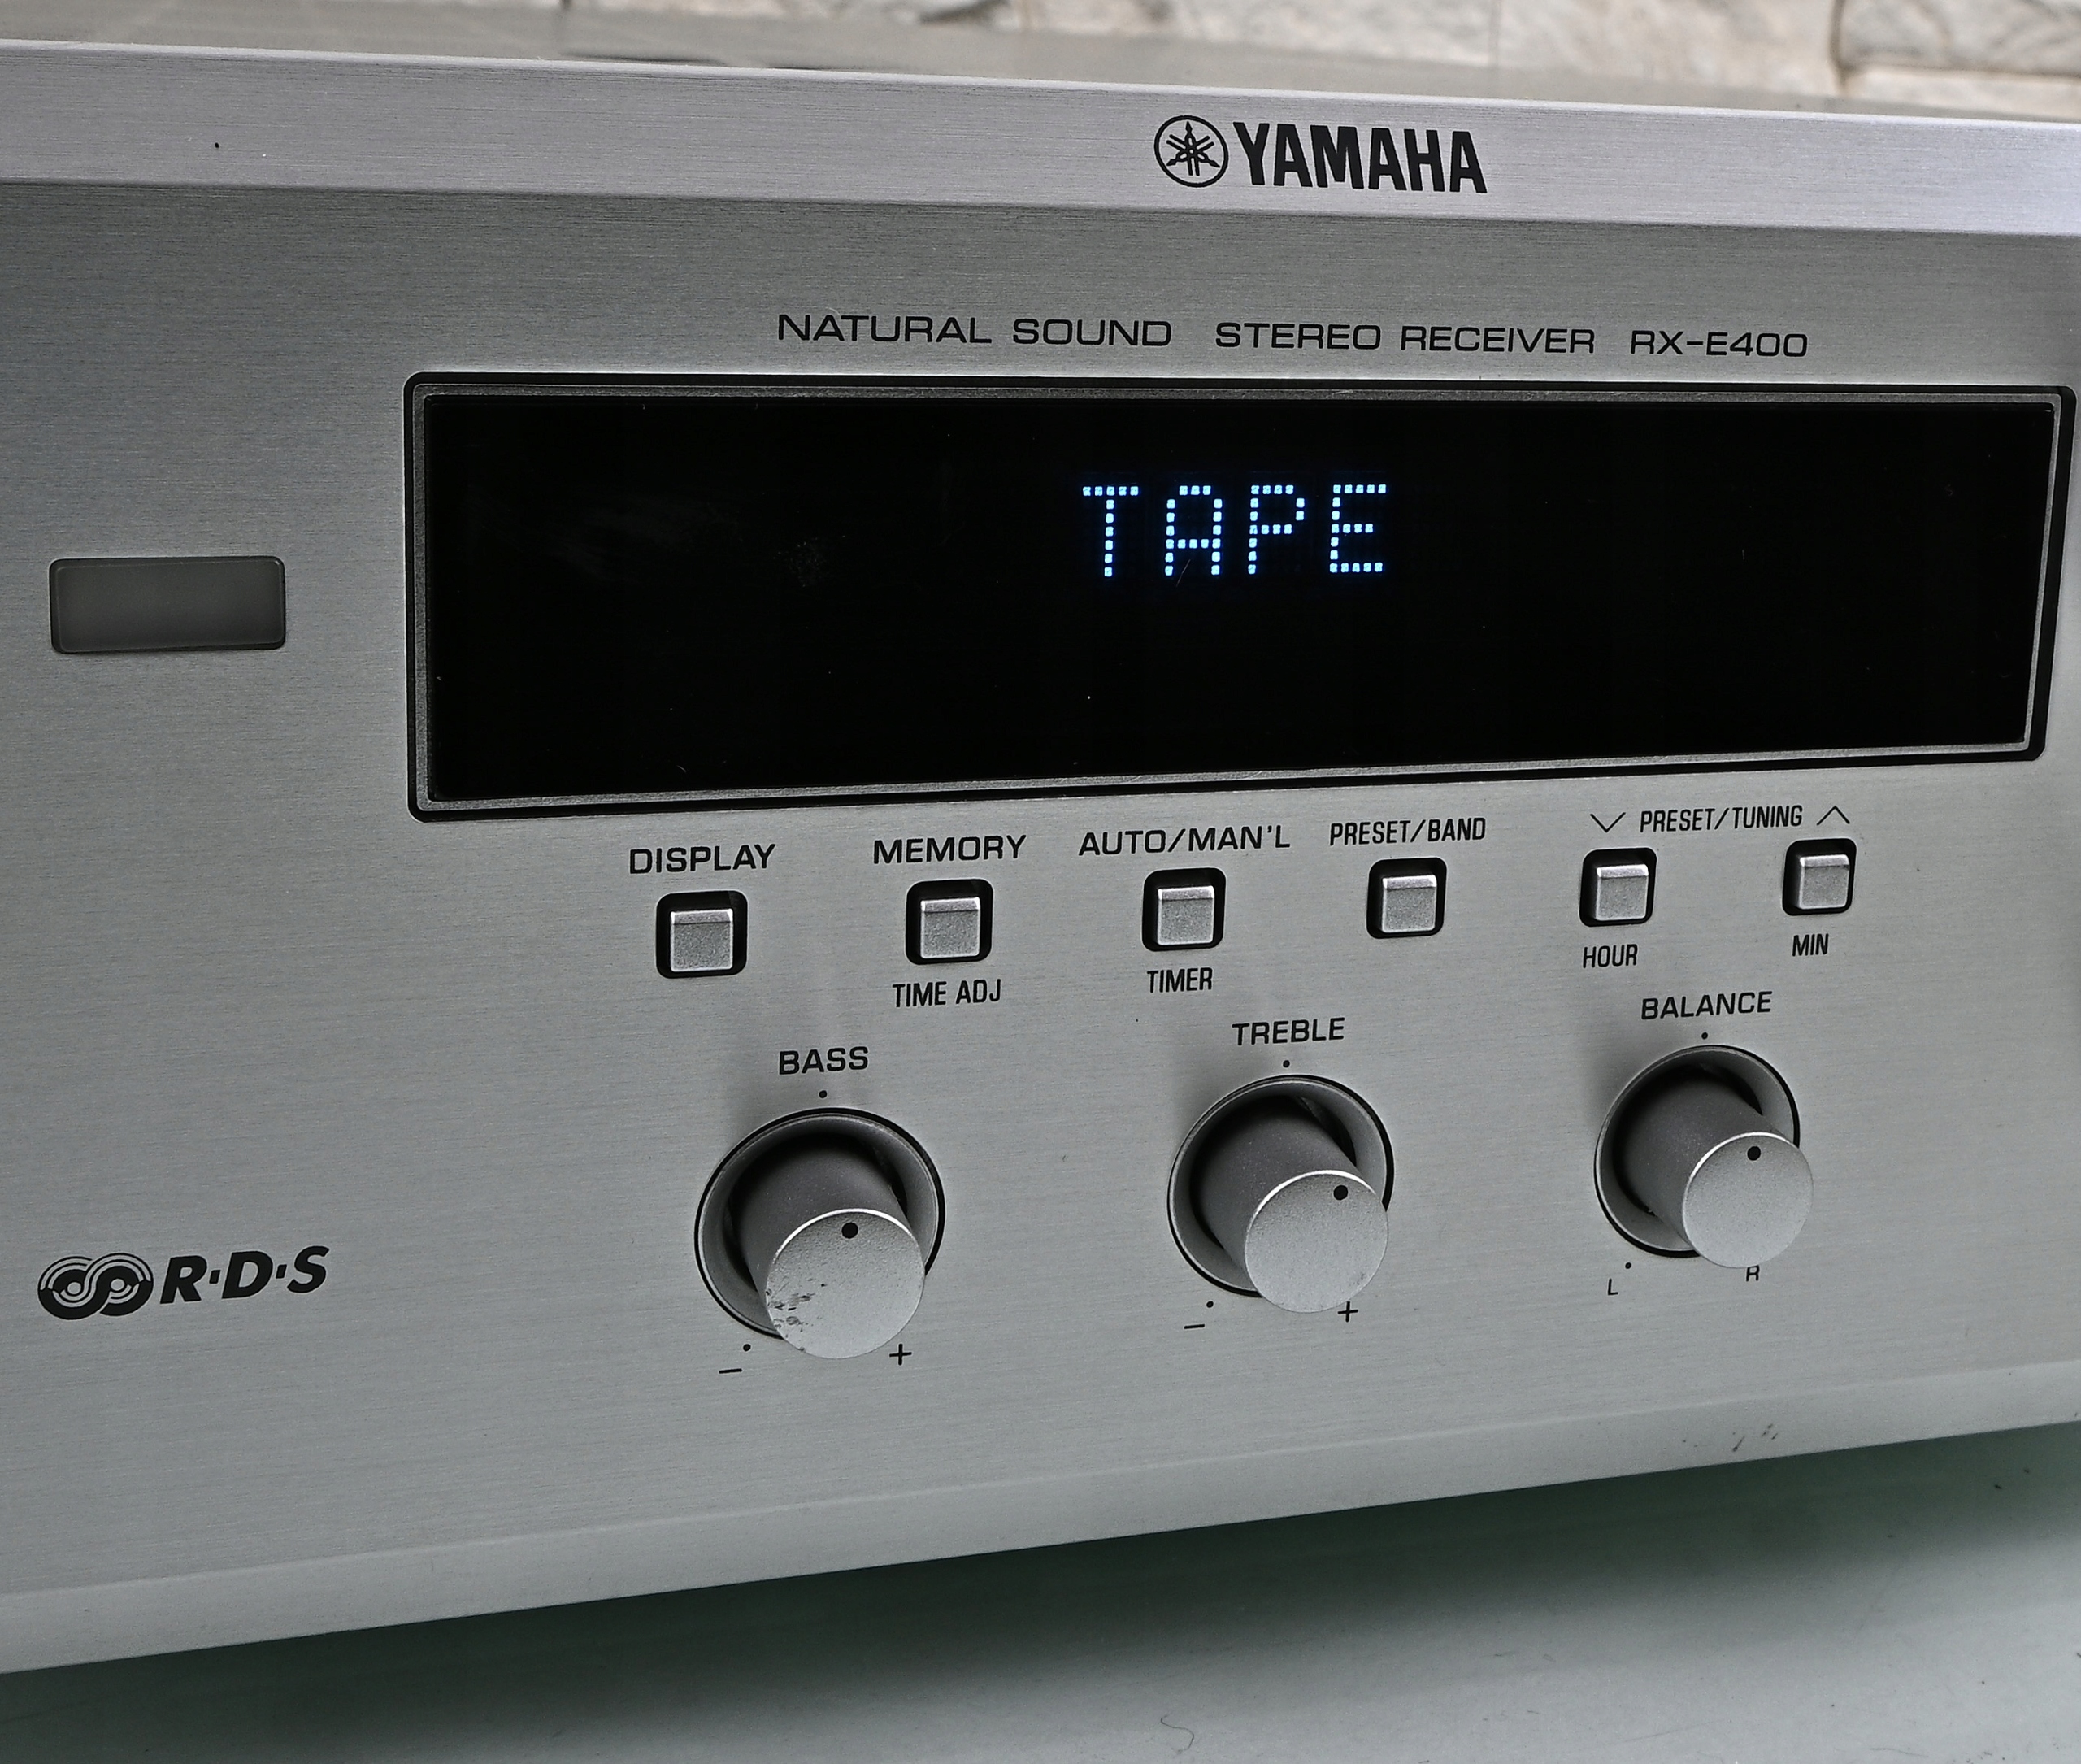 YAMAHA
NATURAL SOUND STEREO RECEIVER RX-E400
TAPE
DISPLAY MEMORY AUTO/MAN'L PRESET/BAND PRESET/TUNING
TIME ADJ TIMER HOUR MIN
BASS TREBLE BALANCE
- + - + L R
R·D·S